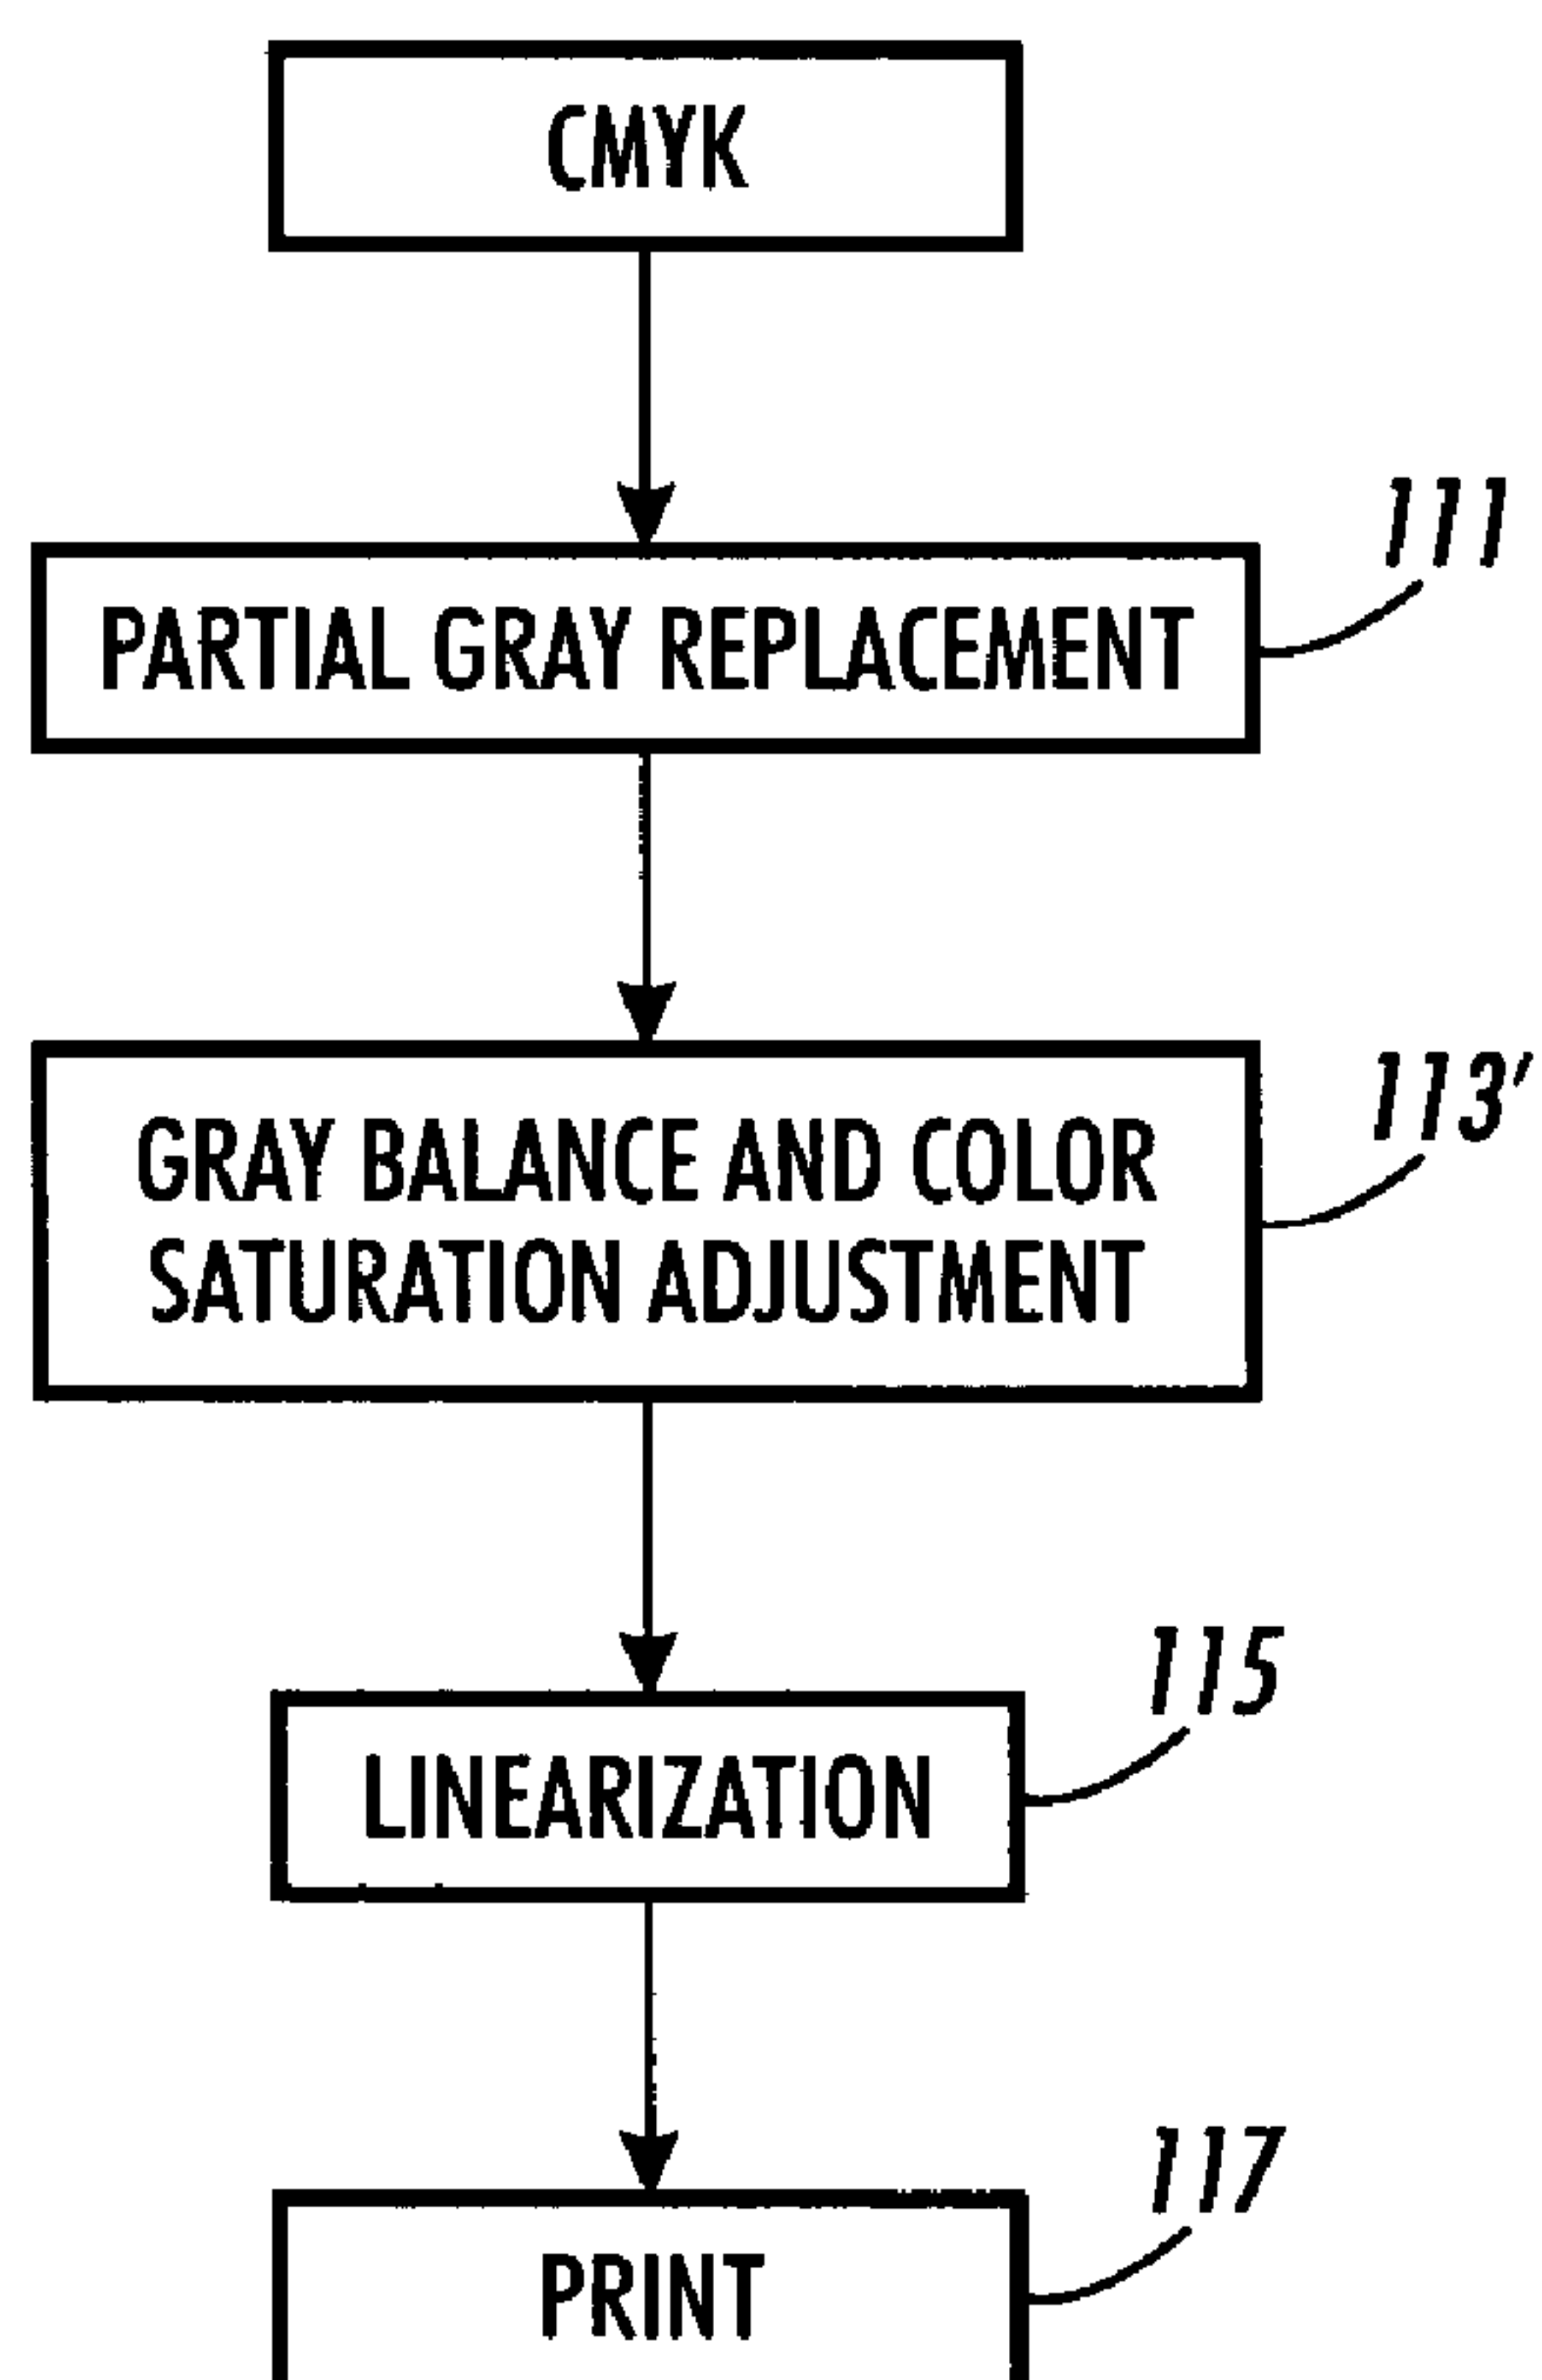 CMYK
111
PARTIAL GRAY REPLACEMENT
113'
GRAY BALANCE AND COLOR
SATURATION ADJUSTMENT
115
LINEARIZATION
117
PRINT